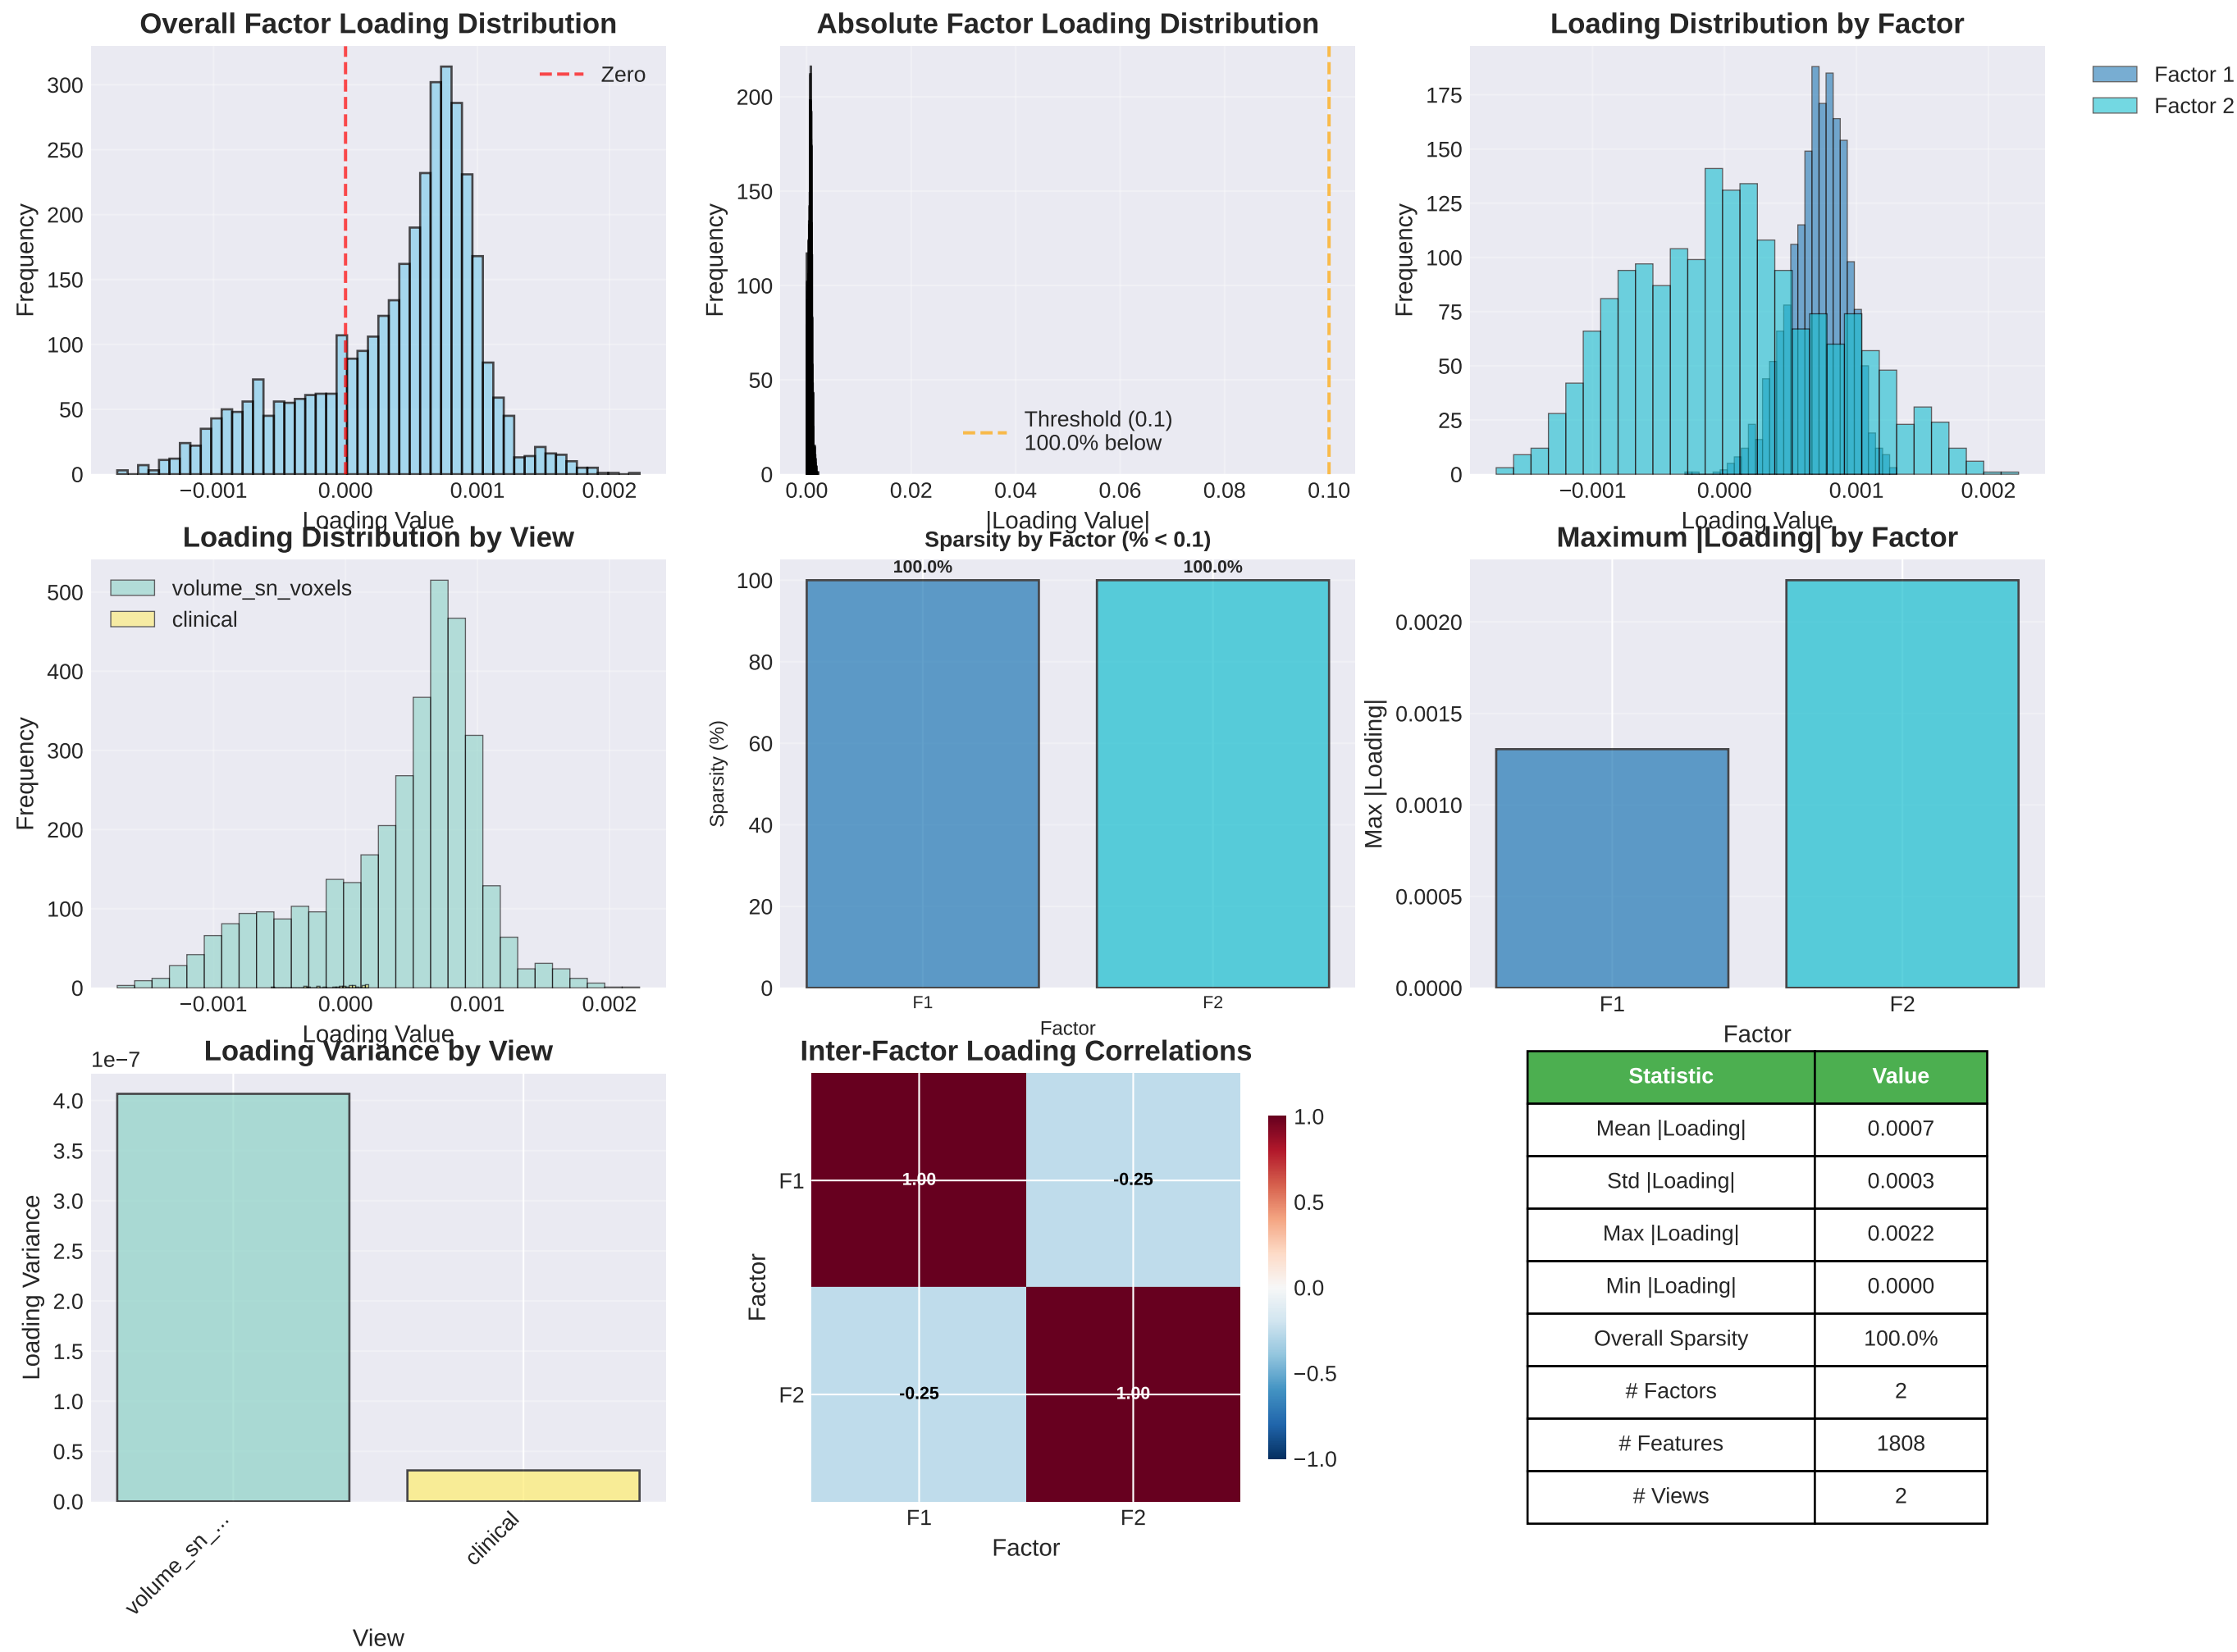 Overall Factor Loading Distribution
Frequency
300
250
200
150
100
50
0
−0.001
0.000
0.001
0.002
Loading Value
Zero
Absolute Factor Loading Distribution
Frequency
200
150
100
50
0
0.00
0.02
0.04
0.06
0.08
0.10
|Loading Value|
Threshold (0.1)
100.0% below
Loading Distribution by Factor
Frequency
175
150
125
100
75
50
25
0
−0.001
0.000
0.001
0.002
Loading Value
Factor 1
Factor 2
Loading Distribution by View
Frequency
500
400
300
200
100
0
−0.001
0.000
0.001
0.002
Loading Value
volume_sn_voxels
clinical
Sparsity by Factor (% < 0.1)
Sparsity (%)
100
80
60
40
20
0
100.0%
100.0%
F1
F2
Factor
Maximum |Loading| by Factor
Max |Loading|
0.0020
0.0015
0.0010
0.0005
0.0000
F1
F2
Factor
Loading Variance by View
1e−7
Loading Variance
4.0
3.5
3.0
2.5
2.0
1.5
1.0
0.5
0.0
volume_sn_...
clinical
View
Inter-Factor Loading Correlations
Factor
F1
F2
1.00
-0.25
-0.25
1.00
F1
F2
Factor
1.0
0.5
0.0
−0.5
−1.0
Statistic Value
Mean |Loading| 0.0007
Std |Loading| 0.0003
Max |Loading| 0.0022
Min |Loading| 0.0000
Overall Sparsity 100.0%
# Factors 2
# Features 1808
# Views 2